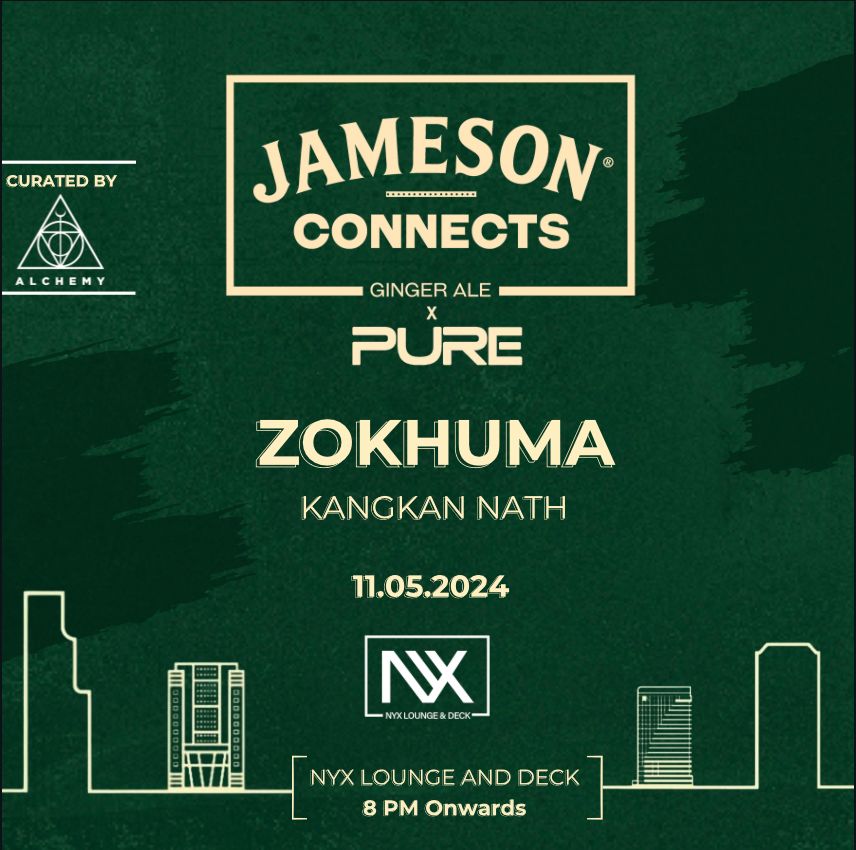 CURATED BY
ALCHEMY
JAMESON®
CONNECTS
GINGER ALE
X
PURE
ZOKHUMA
KANGKAN NATH
11.05.2024
NYX
NYX LOUNGE & DECK
NYX LOUNGE AND DECK
8 PM Onwards